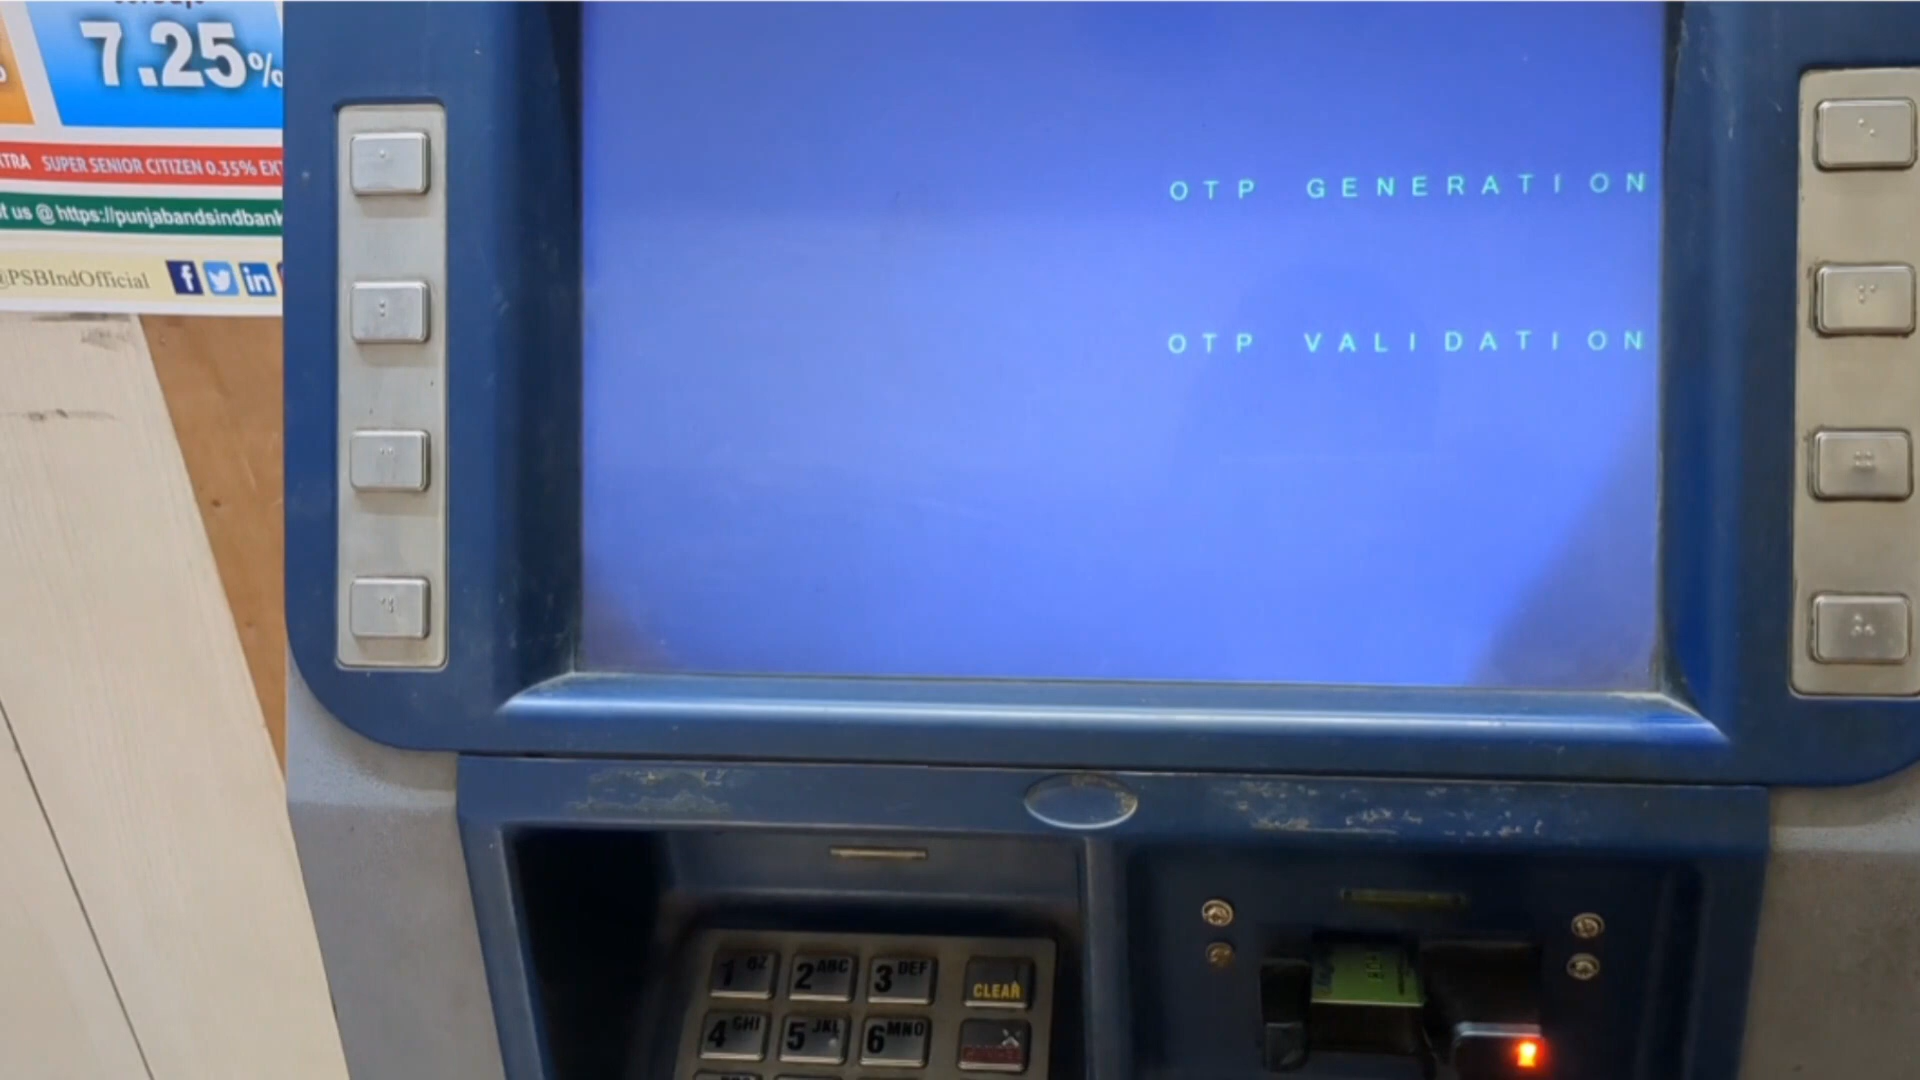 7.25%
SUPER SENIOR CITIZEN 0.35%
us @ https://punjabandsindbank
@PSBIndOfficial
OTP GENERATION
OTP VALIDATION
1 QZ 2 ABC 3 DEF CLEAR
4 GHI 5 JKL 6 MNO